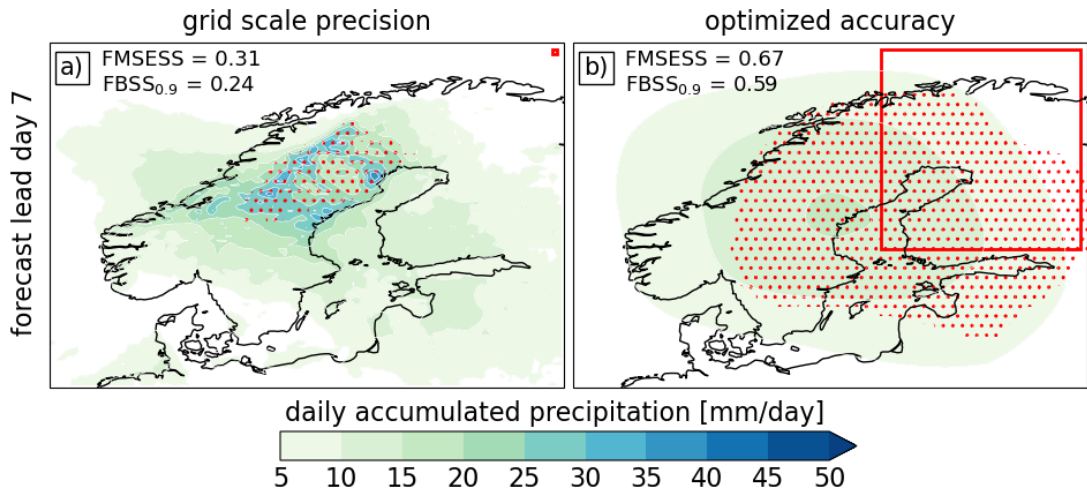 grid scale precision
optimized accuracy
forecast lead day 7
a)
FMSESS = 0.31
FBSS0.9 = 0.24
b)
FMSESS = 0.67
FBSS0.9 = 0.59
daily accumulated precipitation [mm/day]
5 10 15 20 25 30 35 40 45 50